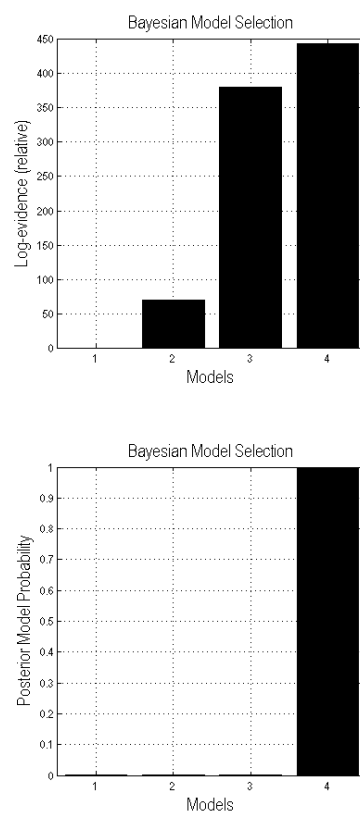 Bayesian Model Selection
450
400
350
300
250
200
150
100
50
0
Log-evidence (relative)
1 2 3 4
Models
Bayesian Model Selection
1
0.9
0.8
0.7
0.6
0.5
0.4
0.3
0.2
0.1
0
Posterior Model Probability
1 2 3 4
Models